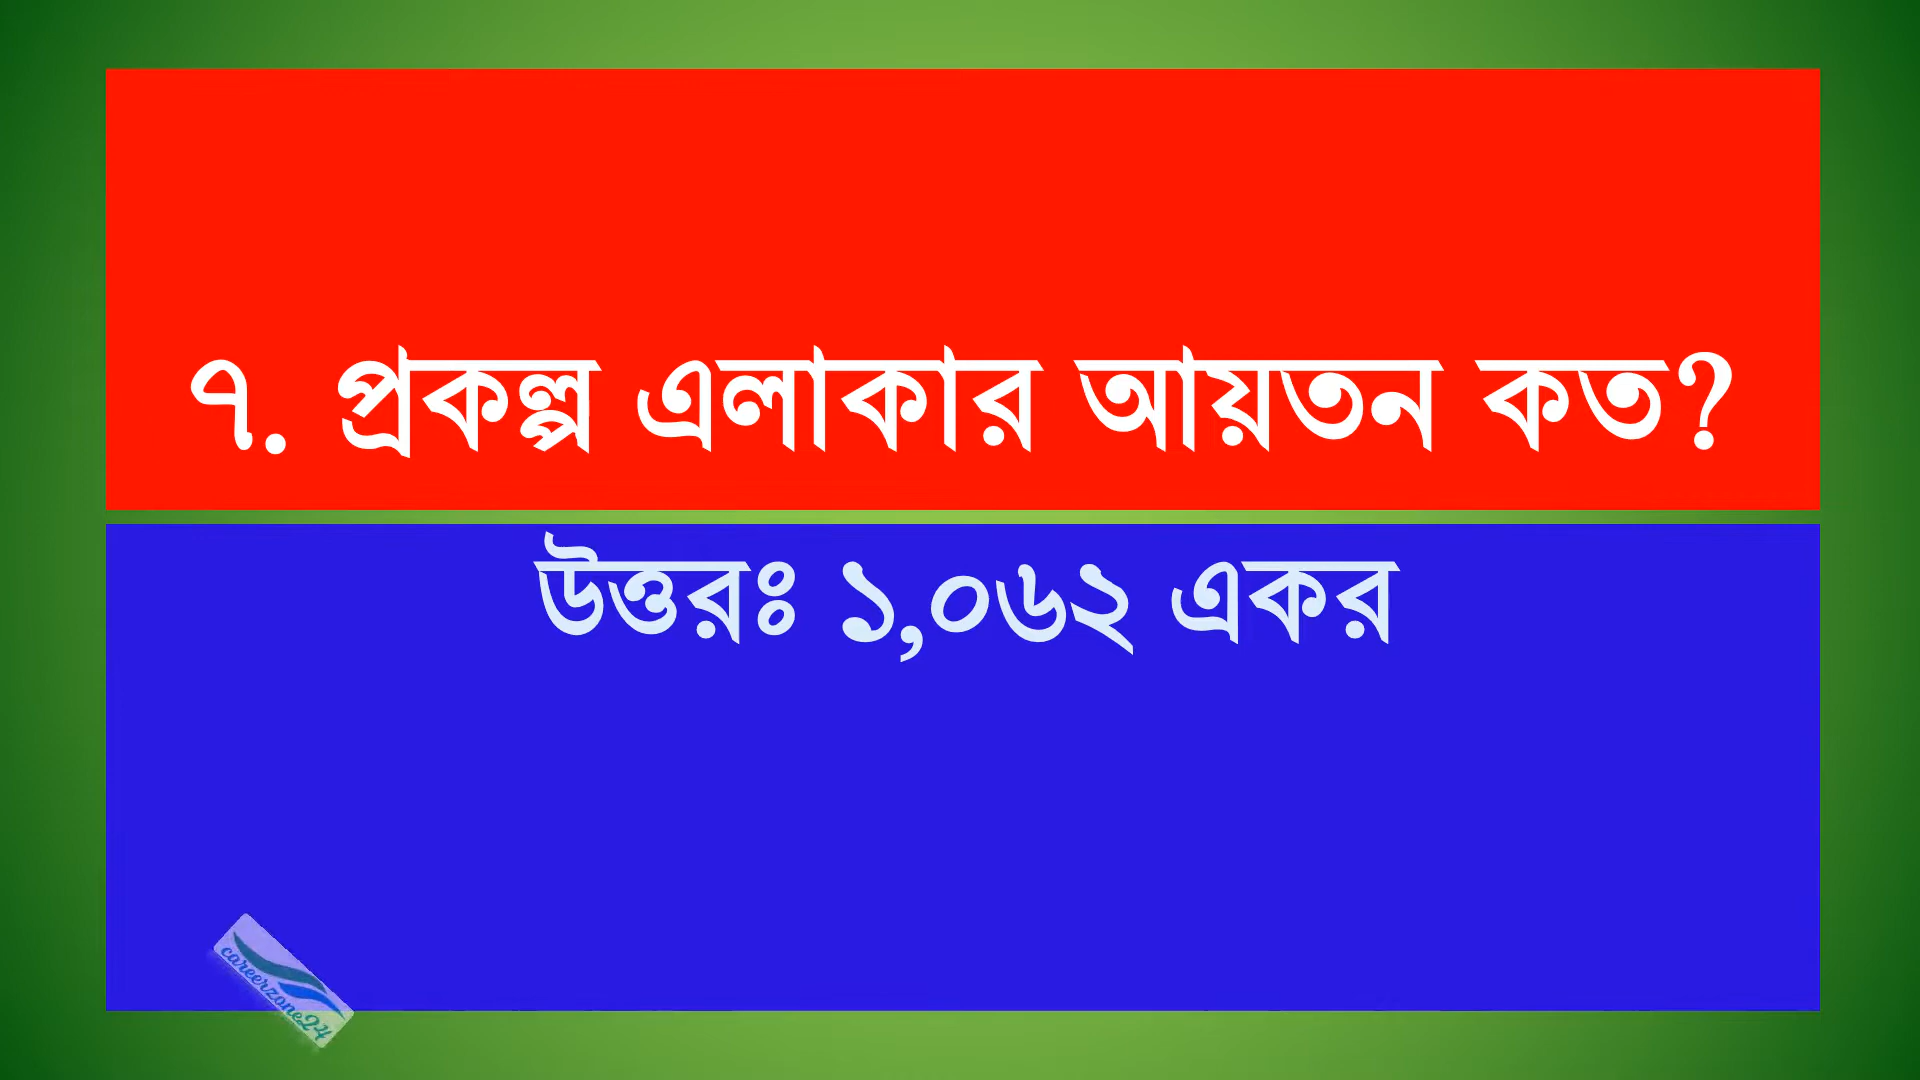 ৭. প্রকল্প এলাকার আয়তন কত?
উত্তরঃ ১,০৬২ একর
careerzone24